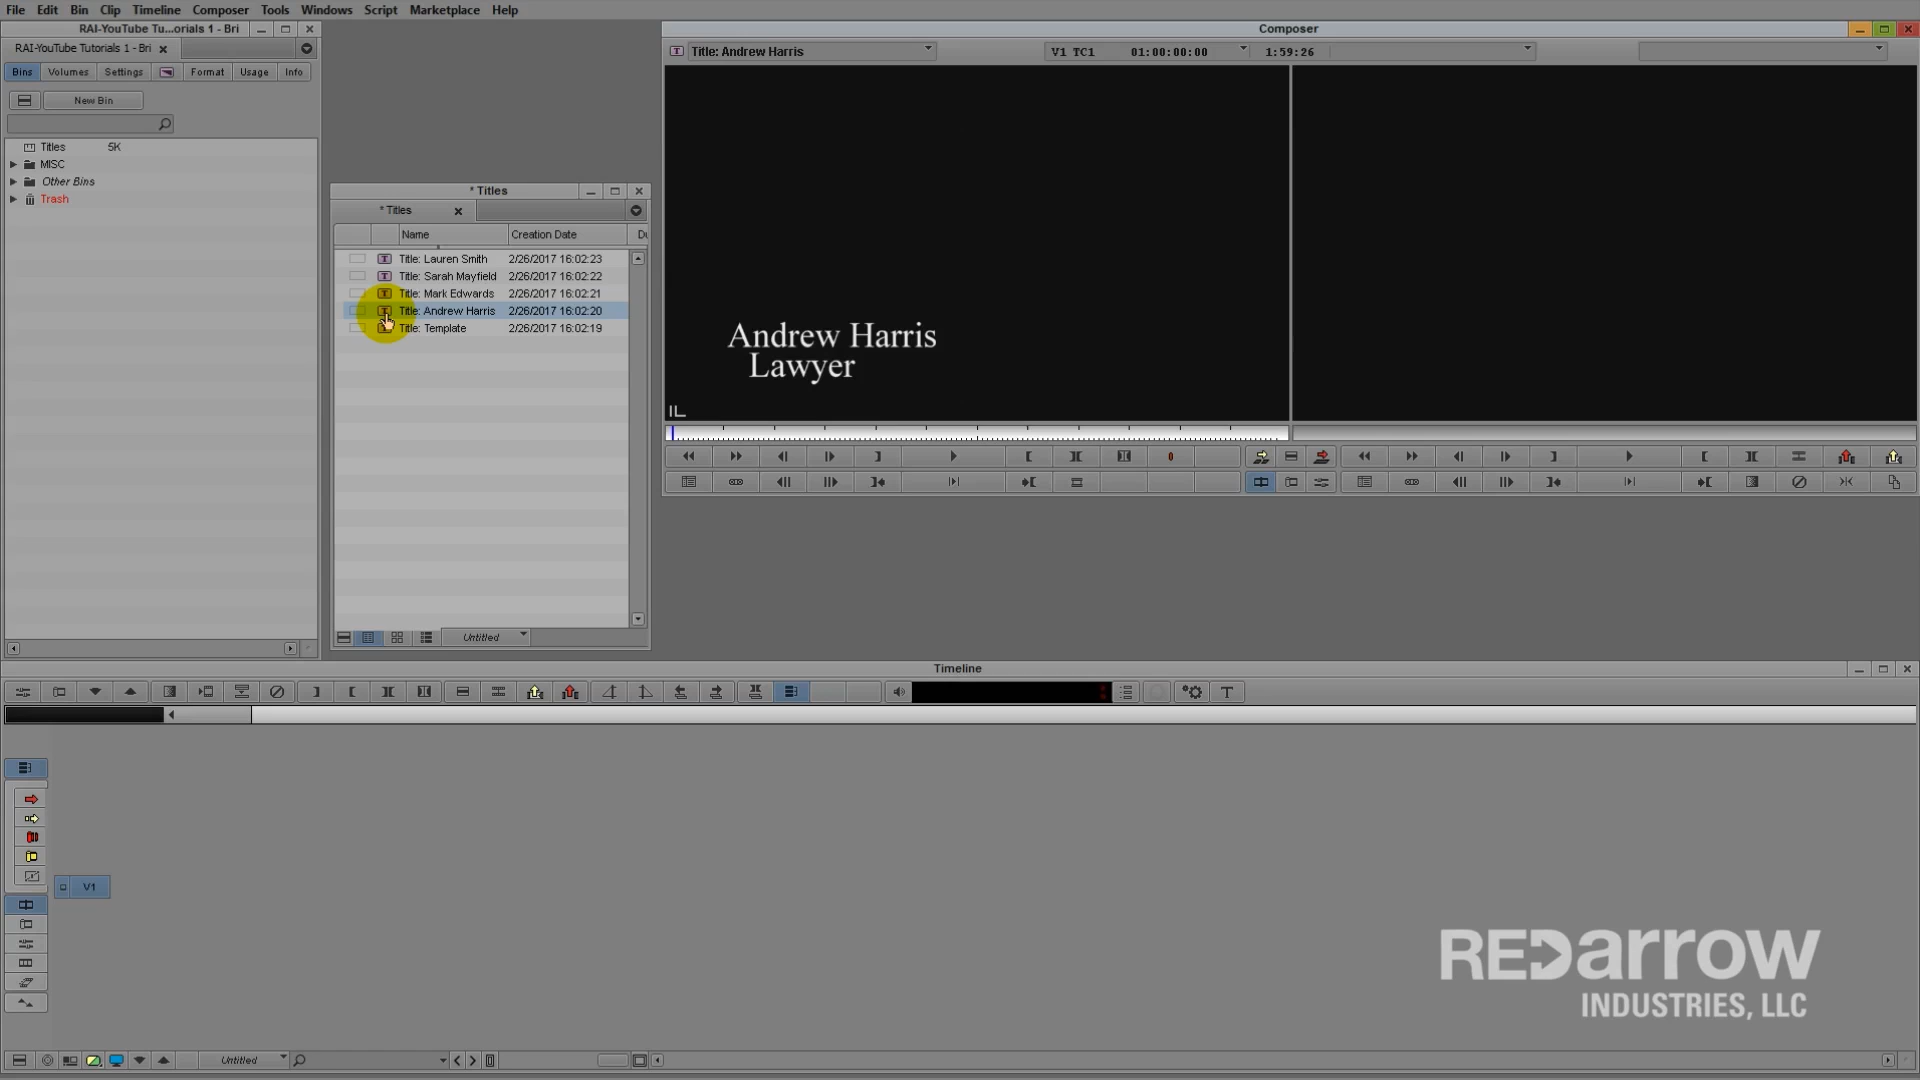 File Edit Bin Clip Timeline Composer Tools Windows Script Marketplace Help
RAI-YouTube Tu...orials 1 - Bri
RAI-YouTube Tutorials 1 - Bri
Bins Volumes Settings Format Usage Info
New Bin
Titles 5K
MISC
Other Bins
Trash
* Titles
* Titles
Name Creation Date Du
Title: Lauren Smith 2/26/2017 16:02:23
Title: Sarah Mayfield 2/26/2017 16:02:22
Title: Mark Edwards 2/26/2017 16:02:21
Title: Andrew Harris 2/26/2017 16:02:20
Title: Template 2/26/2017 16:02:19
Untitled
Composer
Title: Andrew Harris V1 TC1 01:00:00:00 1:59:26
Andrew Harris
Lawyer
Timeline
V1
REDarrow
INDUSTRIES, LLC
Untitled